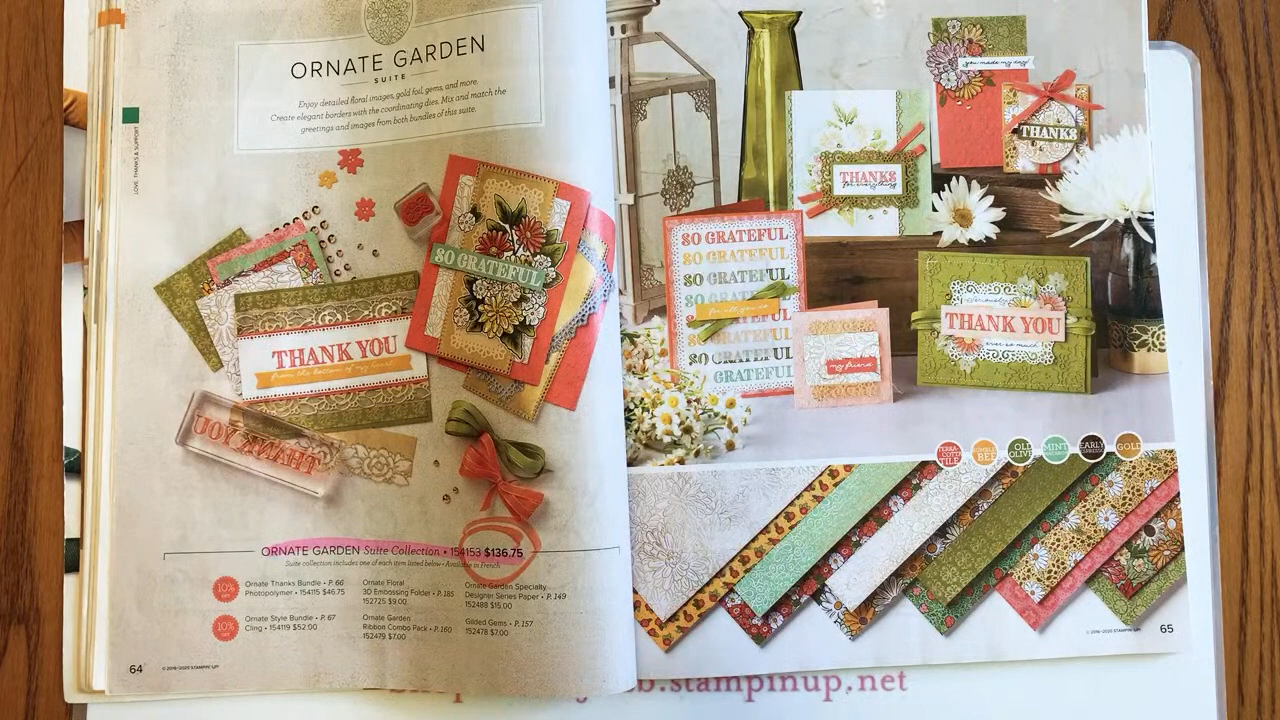 LOVE, THANKS & SUPPORT
ORNATE GARDEN
SUITE
Enjoy detailed floral images, gold foil, gems, and more.
Create elegant borders with the coordinating dies. Mix and match the
greetings and images from both bundles of this suite.
SO GRATEFUL
THANK YOU
from the bottom of my heart
THANK YOU
ORNATE GARDEN Suite Collection • 154153 $136.75
Suite collection includes one of each item listed below • Available in French
10%
Ornate Thanks Bundle • P. 66
Photopolymer • 154115 $46.75
10%
Ornate Style Bundle • P. 67
Cling • 154119 $52.00
Ornate Floral
3D Embossing Folder • P. 185
152725 $9.00
Ornate Garden
Ribbon Combo Pack • P. 160
152479 $7.00
Ornate Garden Specialty
Designer Series Paper • P. 149
152488 $15.00
Gilded Gems • P. 157
152478 $7.00
64
© 2016–2020 STAMPIN' UP!
you made my day!
THANKS
THANKS
for everything
SO GRATEFUL
SO GRATEFUL
SO GRATEFUL
SO GRATEFUL
for all you do
SO GRATEFUL
SO GRATEFUL
GRATEFUL
my friend
seriously
THANK YOU
ever so much
TERRA COTTA TILE
BUMBLE BEE
OLD OLIVE
MINT MACARON
EARLY ESPRESSO
GOLD
© 2016–2020 STAMPIN' UP!
65
b.stampinup.net